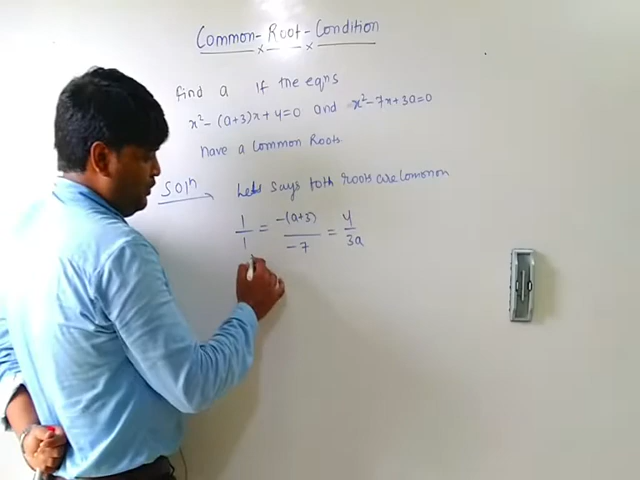 Common-Root-Condition
find a if the eqns
x²-(a+3)x+4=0 and x²-7x+3a=0
have a Common Roots
Soln
Let says both roots are common
1/1 = -(a+3)/-7 = 4/3a